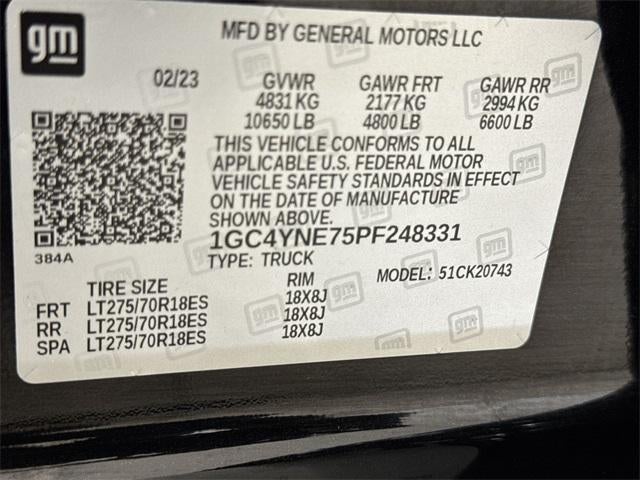 gm
MFD BY GENERAL MOTORS LLC
02/23 GVWR GAWR FRT GAWR RR
4831 KG 2177 KG 2994 KG
10650 LB 4800 LB 6600 LB
THIS VEHICLE CONFORMS TO ALL
APPLICABLE U.S. FEDERAL MOTOR
VEHICLE SAFETY STANDARDS IN EFFECT
ON THE DATE OF MANUFACTURE
SHOWN ABOVE.
384A
1GC4YNE75PF248331
TYPE: TRUCK MODEL: 51CK20743
TIRE SIZE RIM
FRT LT275/70R18ES 18X8J
RR LT275/70R18ES 18X8J
SPA LT275/70R18ES 18X8J